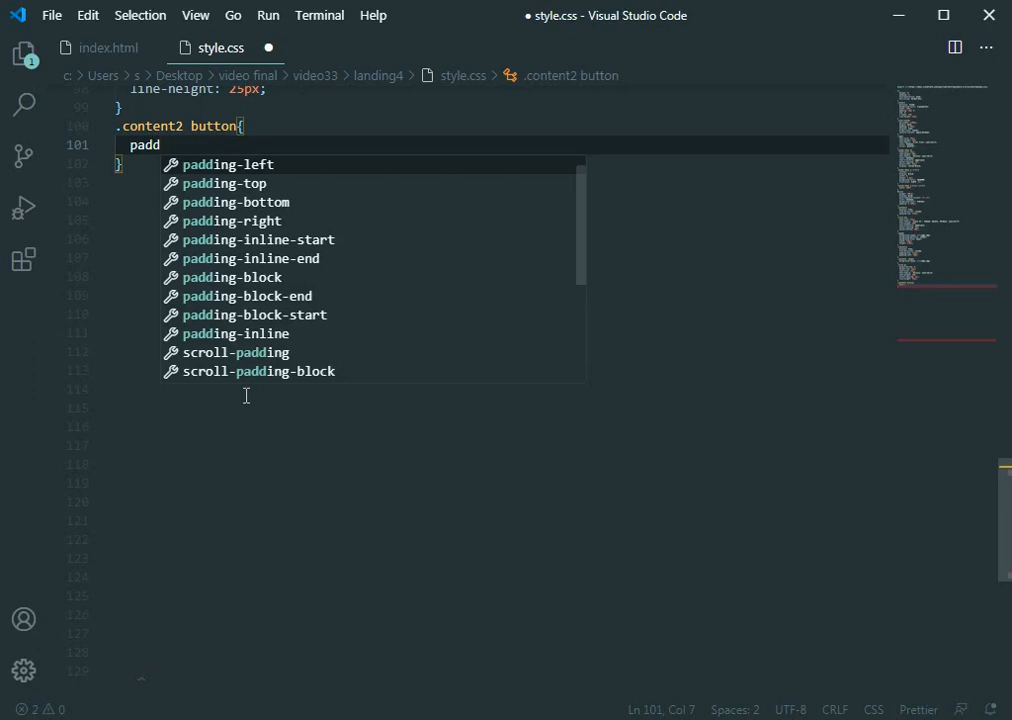 File Edit Selection View Go Run Terminal Help
● style.css - Visual Studio Code
1
index.html
style.css ●
c: > Users > s > Desktop > video final > video33 > landing4 > style.css > .content2 button
98 line-height: 25px;
99 }
100 .content2 button{
101 padd
102 }
padding-left
103
padding-top
104
padding-bottom
105
padding-right
106
padding-inline-start
107
padding-inline-end
108
padding-block
109
padding-block-end
110
padding-block-start
111
padding-inline
112
scroll-padding
113
scroll-padding-block
114
115
116
117
118
119
120
121
122
123
124
125
126
127
128
129
2 0
Ln 101, Col 7 Spaces: 2 UTF-8 CRLF CSS Prettier